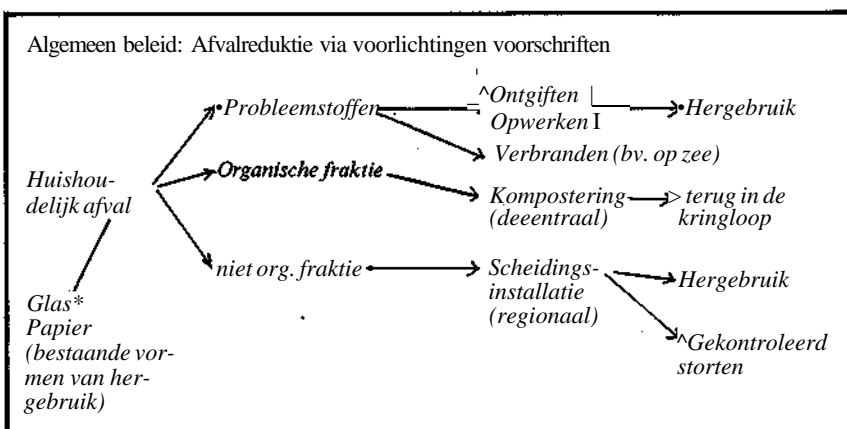 Algemeen beleid: Afvalreduktie via voorlichtingen voorschriften
•Probleemstoffen
^Ontgiften |
Opwerken I
•Hergebruik
Verbranden (bv. op zee)
Organische fraktie
Huishou-
delijk afval
Kompostering
(deeentraal)
> terug in de
kringloop
niet org. fraktie
Scheidings-
installatie
(regionaal)
Hergebruik
^Gekontroleerd
storten
Glas*
Papier
(bestaande vor-
men van her-
gebruik)